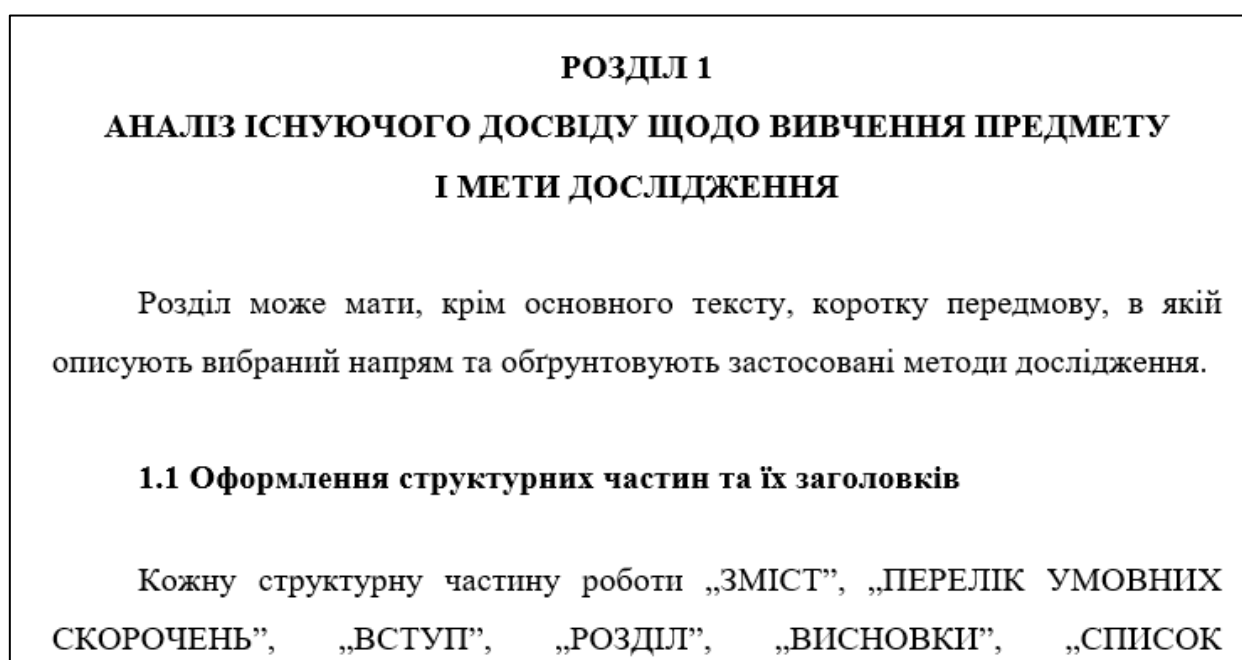 РОЗДІЛ 1
АНАЛІЗ ІСНУЮЧОГО ДОСВІДУ ЩОДО ВИВЧЕННЯ ПРЕДМЕТУ
І МЕТИ ДОСЛІДЖЕННЯ
Розділ може мати, крім основного тексту, коротку передмову, в якій
описують вибраний напрям та обґрунтовують застосовані методи дослідження.
1.1 Оформлення структурних частин та їх заголовків
Кожну структурну частину роботи „ЗМІСТ”, „ПЕРЕЛІК УМОВНИХ
СКОРОЧЕНЬ”, „ВСТУП”, „РОЗДІЛ”, „ВИСНОВКИ”, „СПИСОК